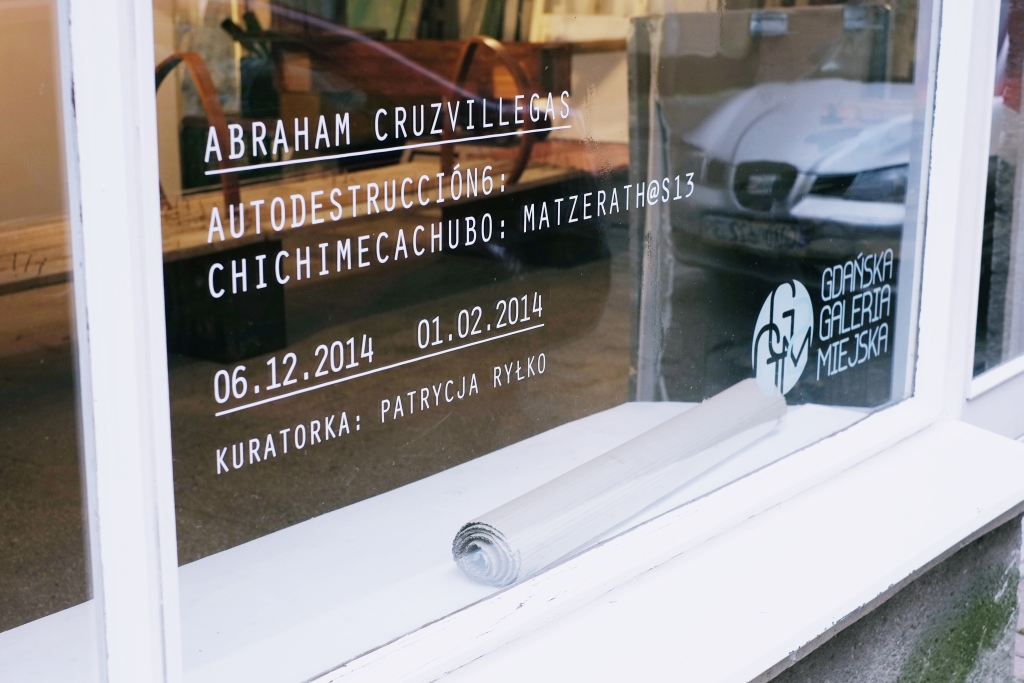 ABRAHAM CRUZVILLEGAS
AUTODESTRUCCIÓN6:
CHICHIMECACHUBO: MATZERATH@S13
06.12.2014 01.02.2014
KURATORKA: PATRYCJA RYŁKO
GDAŃSKA
GALERIA
MIEJSKA